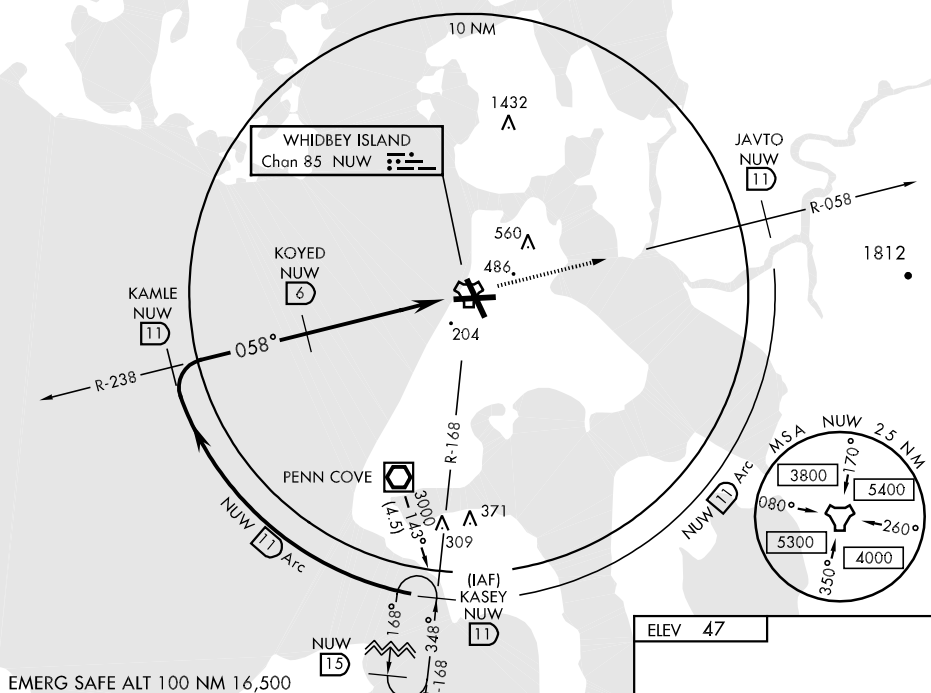 10 NM
1432
WHIDBEY ISLAND
Chan 85 NUW
JAVTO
NUW
11
R-058
1812
560
486
KOYED
NUW
6
KAMLE
NUW
11
058°
204
R-238
R-168
MSA NUW 25 NM
170°
3800
5400
080°
260°
5300
4000
350°
PENN COVE
3000
143°
(4.5)
371
309
NUW 11 Arc
NUW 11 Arc
(IAF)
KASEY
NUW
11
168°
348°
NUW
15
-168
ELEV 47
EMERG SAFE ALT 100 NM 16,500